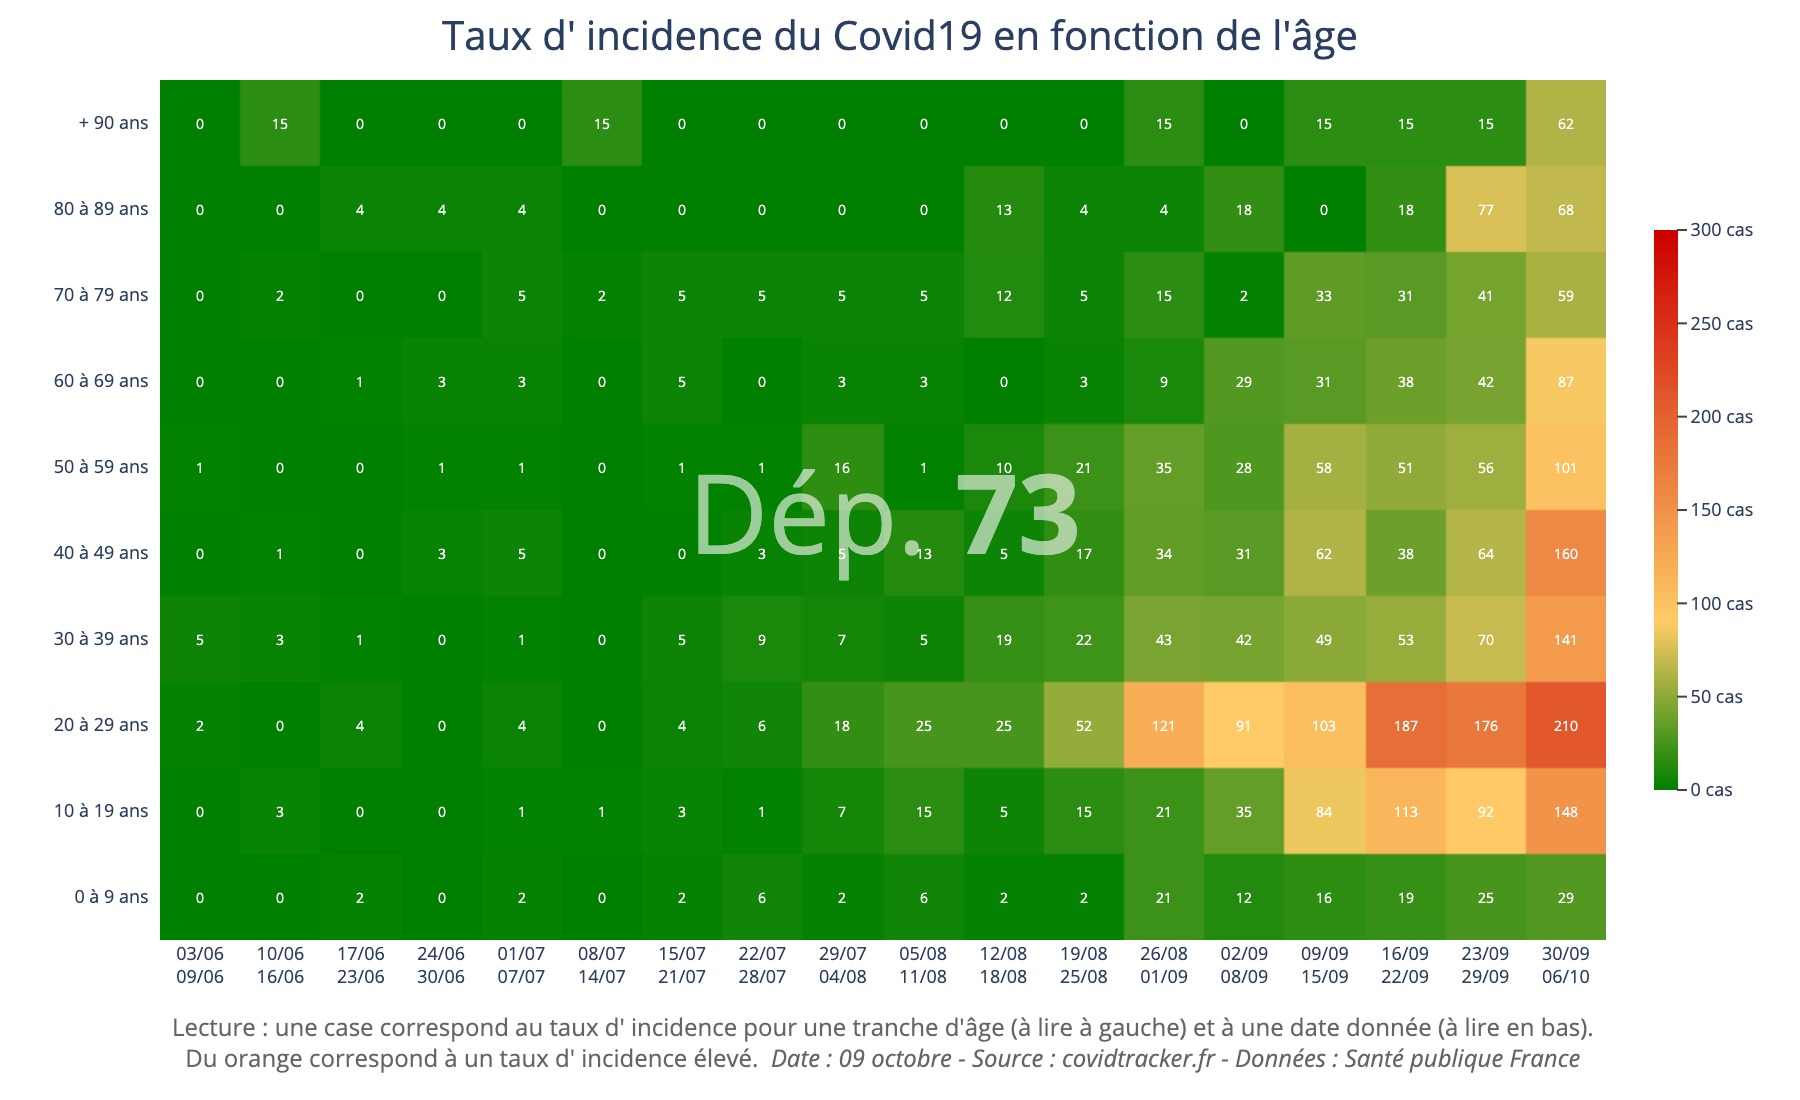 Taux d' incidence du Covid19 en fonction de l'âge
+ 90 ans 0 15 0 0 0 15 0 0 0 0 0 0 15 0 15 15 15 62
80 à 89 ans 0 0 4 4 4 0 0 0 0 0 13 4 4 18 0 18 77 68
70 à 79 ans 0 2 0 0 5 2 5 5 5 5 12 5 15 2 33 31 41 59
60 à 69 ans 0 0 1 3 3 0 5 0 3 3 0 3 9 29 31 38 42 87
50 à 59 ans 1 0 0 1 1 0 1 1 16 1 10 21 35 28 58 51 56 101
Dép. 73
40 à 49 ans 0 1 0 3 5 0 0 3 5 13 5 17 34 31 62 38 64 160
30 à 39 ans 5 3 1 0 1 0 5 9 7 5 19 22 43 42 49 53 70 141
20 à 29 ans 2 0 4 0 4 0 4 6 18 25 25 52 121 91 103 187 176 210
10 à 19 ans 0 3 0 0 1 1 3 1 7 15 5 15 21 35 84 113 92 148
0 à 9 ans 0 0 2 0 2 0 2 6 2 6 2 2 21 12 16 19 25 29
03/06 10/06 17/06 24/06 01/07 08/07 15/07 22/07 29/07 05/08 12/08 19/08 26/08 02/09 09/09 16/09 23/09 30/09
09/06 16/06 23/06 30/06 07/07 14/07 21/07 28/07 04/08 11/08 18/08 25/08 01/09 08/09 15/09 22/09 29/09 06/10
300 cas
250 cas
200 cas
150 cas
100 cas
50 cas
0 cas
Lecture : une case correspond au taux d' incidence pour une tranche d'âge (à lire à gauche) et à une date donnée (à lire en bas).
Du orange correspond à un taux d' incidence élevé. Date : 09 octobre - Source : covidtracker.fr - Données : Santé publique France